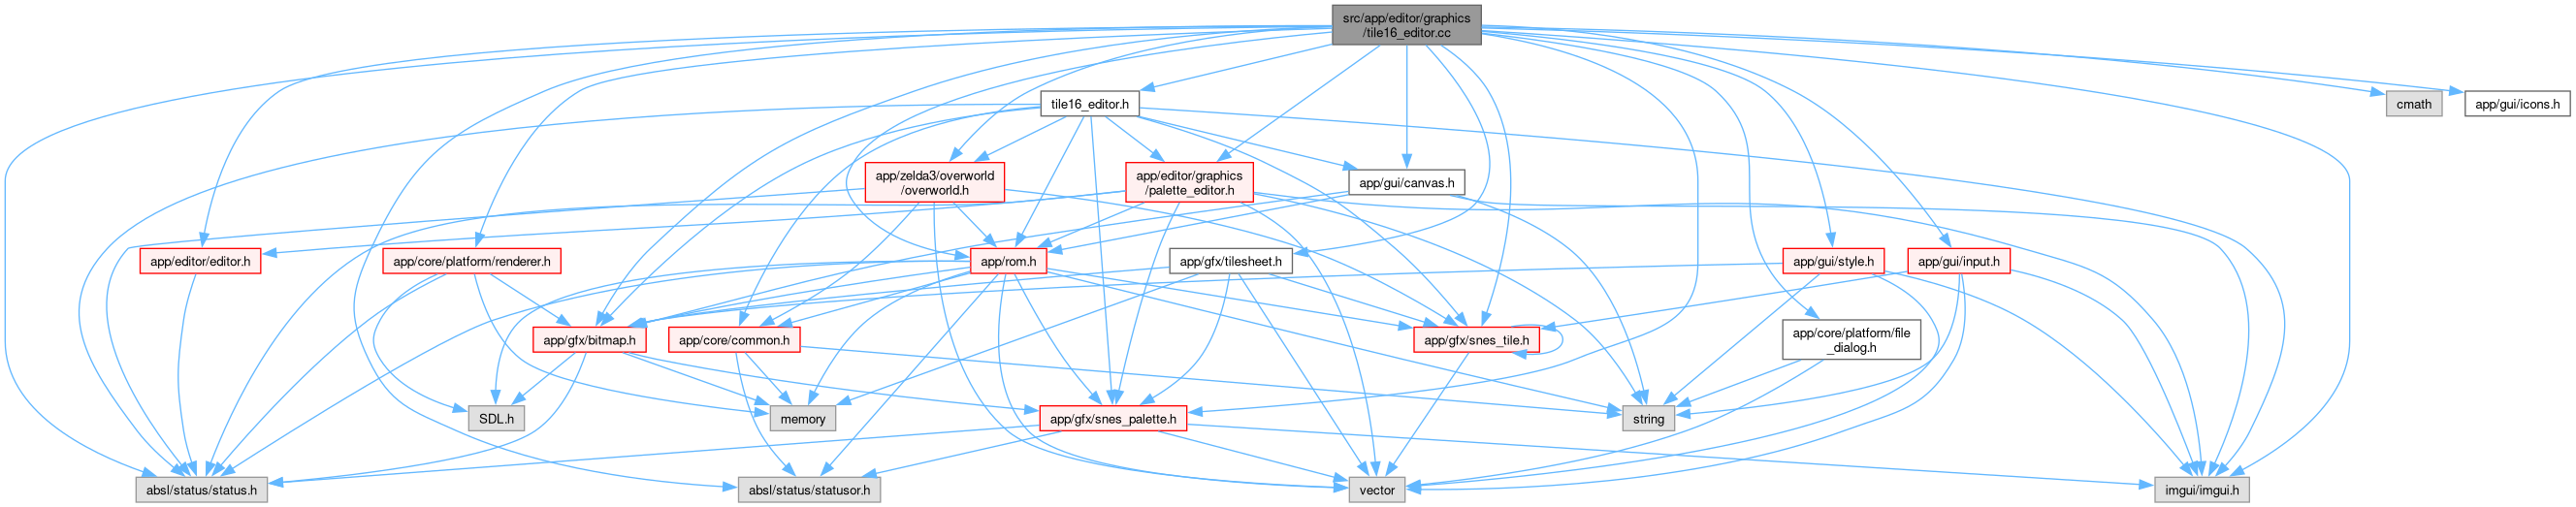 src/app/editor/graphics
/tile16_editor.cc
tile16_editor.h
cmath
app/gui/icons.h
app/zelda3/overworld
/overworld.h
app/editor/graphics
/palette_editor.h
app/gui/canvas.h
app/editor/editor.h
app/core/platform/renderer.h
app/rom.h
app/gfx/tilesheet.h
app/gui/style.h
app/gui/input.h
app/gfx/bitmap.h
app/core/common.h
app/gfx/snes_tile.h
app/core/platform/file
_dialog.h
SDL.h
memory
app/gfx/snes_palette.h
string
absl/status/status.h
absl/status/statusor.h
vector
imgui/imgui.h